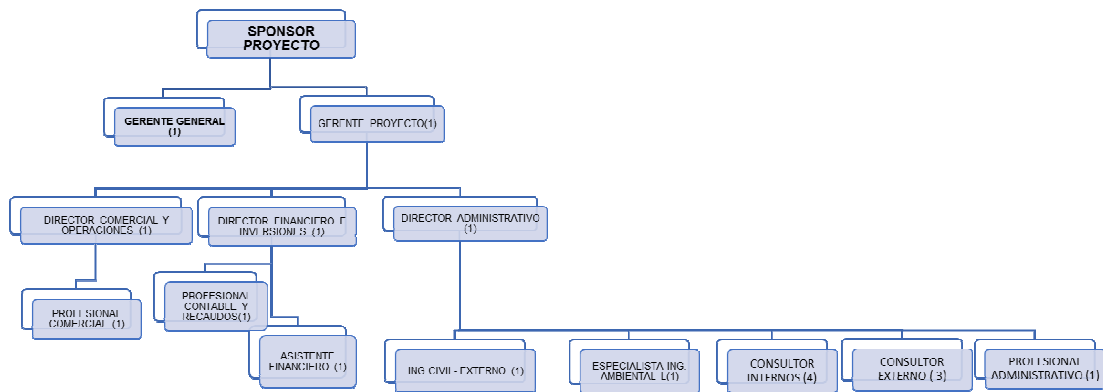 SPONSOR
PROYECTO
GERENTE GENERAL
(1)
GERENTE PROYECTO(1)
DIRECTOR COMERCIAL Y
OPERACIONES (1)
DIRECTOR FINANCIERO E
INVERSIONES (1)
DIRECTOR ADMINISTRATIVO
(1)
PROFESIONAL
COMERCIAL (1)
PROFESIONAL
CONTABLE Y
RECAUDOS(1)
ASISTENTE
FINANCIERO (1)
ING CIVIL - EXTERNO (1)
ESPECIALISTA ING.
AMBIENTAL L(1)
CONSULTOR
INTERNOS (4)
CONSULTOR
EXTERNO ( 3)
PROFESIONAL
ADMINISTRATIVO (1)